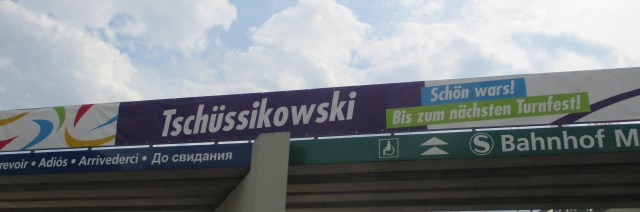 Tschüssikowski
Schön wars!
Bis zum nächsten Turnfest!
revoir • Adiós • Arrivederci • До свидания
S Bahnhof M